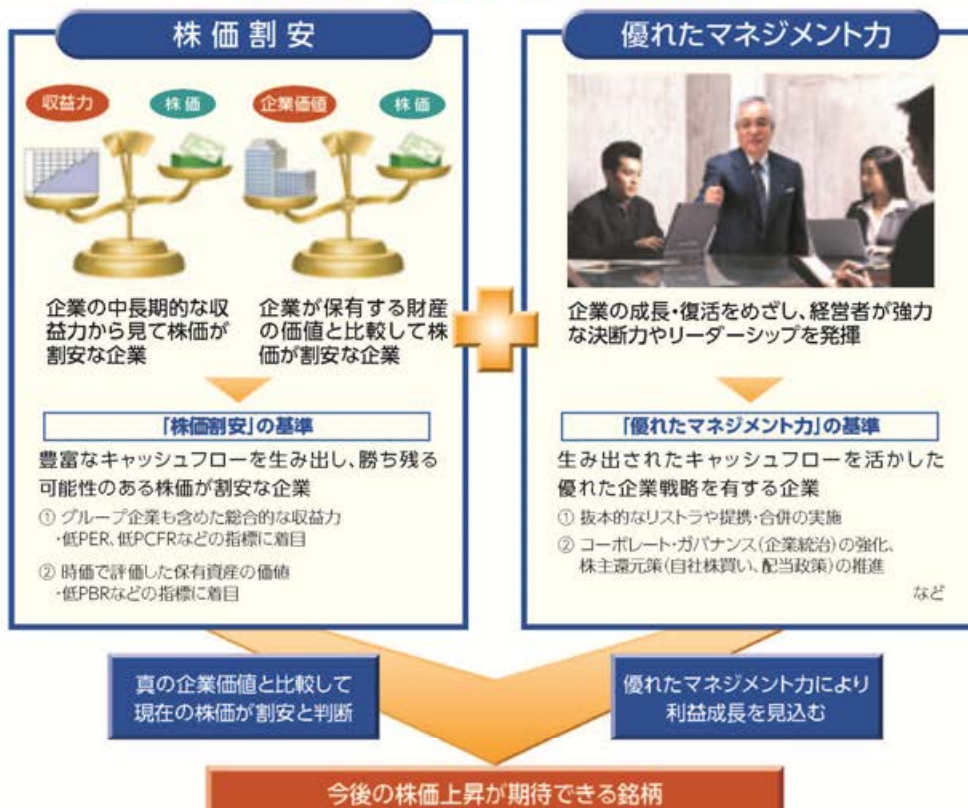 株価割安
収益力
株価
企業価値
株価
企業の中長期的な収
益力から見て株価が
割安な企業
企業が保有する財産
の価値と比較して株
価が割安な企業
「株価割安」の基準
豊富なキャッシュフローを生み出し、勝ち残る
可能性のある株価が割安な企業
① グループ企業も含めた総合的な収益力
・低PER、低PCFRなどの指標に着目
② 時価で評価した保有資産の価値
・低PBRなどの指標に着目
優れたマネジメント力
企業の成長・復活をめざし、経営者が強力
な決断力やリーダーシップを発揮
「優れたマネジメント力」の基準
生み出されたキャッシュフローを活かした
優れた企業戦略を有する企業
① 抜本的なリストラや提携・合併の実施
② コーポレート・ガバナンス(企業統治)の強化、
株主還元策(自社株買い、配当政策)の推進
など
真の企業価値と比較して
現在の株価が割安と判断
優れたマネジメント力により
利益成長を見込む
今後の株価上昇が期待できる銘柄